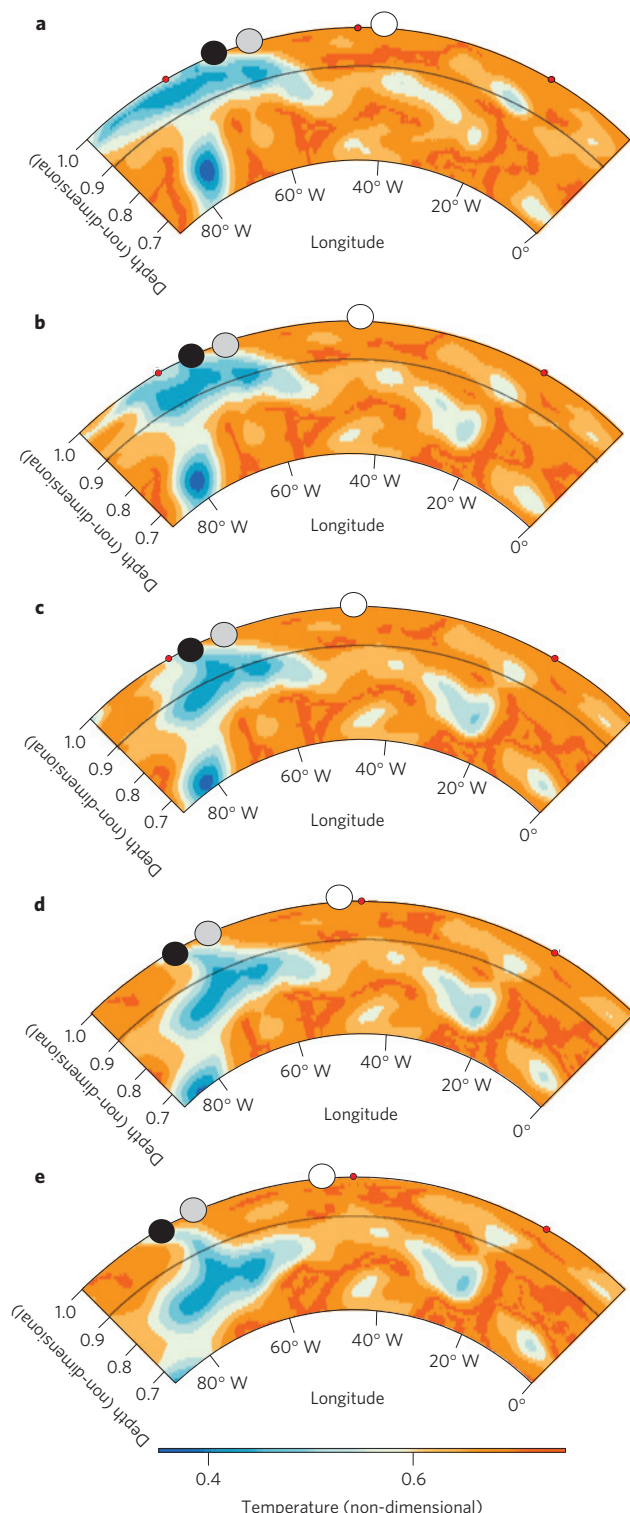 a
1.0
0.9
0.8
0.7
Depth (non-dimensional)
80° W
60° W
40° W
20° W
0°
Longitude
b
1.0
0.9
0.8
0.7
Depth (non-dimensional)
80° W
60° W
40° W
20° W
0°
Longitude
c
1.0
0.9
0.8
0.7
Depth (non-dimensional)
80° W
60° W
40° W
20° W
0°
Longitude
d
1.0
0.9
0.8
0.7
Depth (non-dimensional)
80° W
60° W
40° W
20° W
0°
Longitude
e
1.0
0.9
0.8
0.7
Depth (non-dimensional)
80° W
60° W
40° W
20° W
0°
Longitude
0.4
0.6
Temperature (non-dimensional)